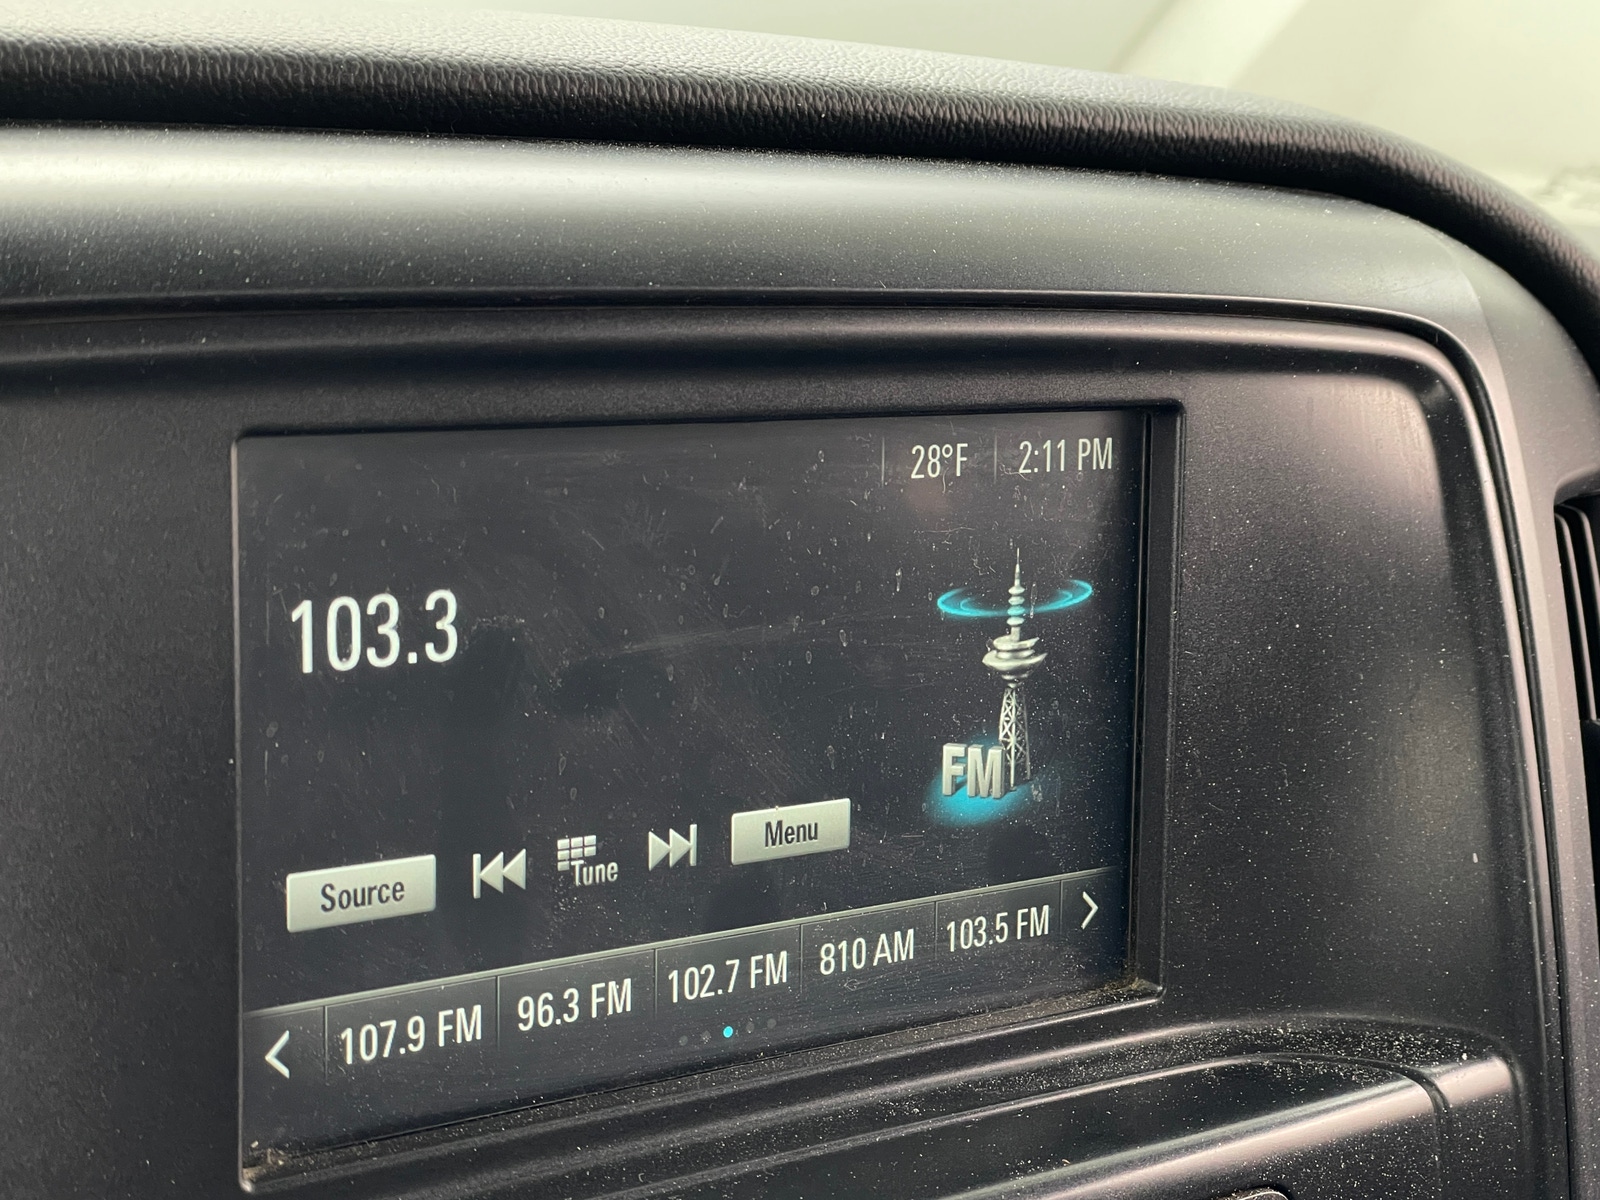 28°F 2:11 PM
103.3
FM
Source Tune Menu
107.9 FM 96.3 FM 102.7 FM 810 AM 103.5 FM